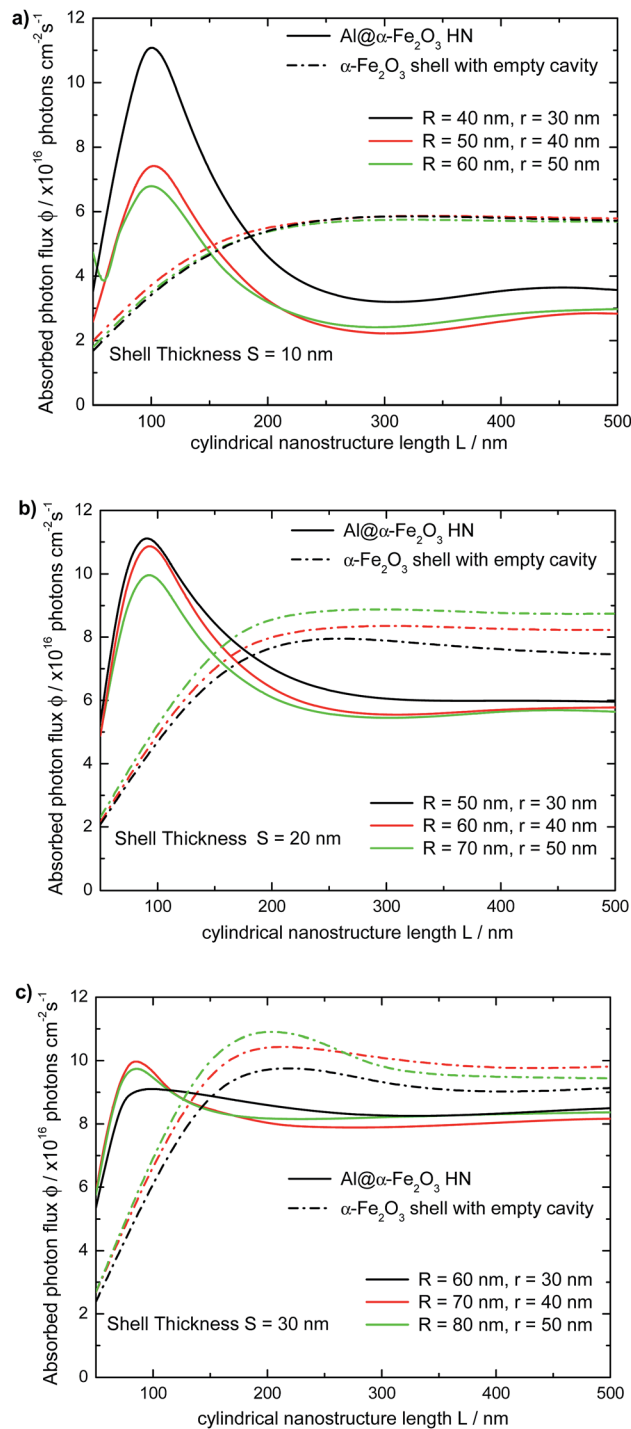 a)
12
10
8
6
4
2
0
Absorbed photon flux ϕ / x10¹⁶ photons cm⁻²s⁻¹
Al@α-Fe₂O₃ HN
α-Fe₂O₃ shell with empty cavity
R = 40 nm, r = 30 nm
R = 50 nm, r = 40 nm
R = 60 nm, r = 50 nm
Shell Thickness S = 10 nm
100 200 300 400 500
cylindrical nanostructure length L / nm
b)
12
10
8
6
4
2
0
Absorbed photon flux ϕ / x10¹⁶ photons cm⁻²s⁻¹
Al@α-Fe₂O₃ HN
α-Fe₂O₃ shell with empty cavity
R = 50 nm, r = 30 nm
R = 60 nm, r = 40 nm
R = 70 nm, r = 50 nm
Shell Thickness S = 20 nm
100 200 300 400 500
cylindrical nanostructure length L / nm
c)
12
10
8
6
4
2
0
Absorbed photon flux ϕ / x10¹⁶ photons cm⁻²s⁻¹
Al@α-Fe₂O₃ HN
α-Fe₂O₃ shell with empty cavity
R = 60 nm, r = 30 nm
R = 70 nm, r = 40 nm
R = 80 nm, r = 50 nm
Shell Thickness S = 30 nm
100 200 300 400 500
cylindrical nanostructure length L / nm